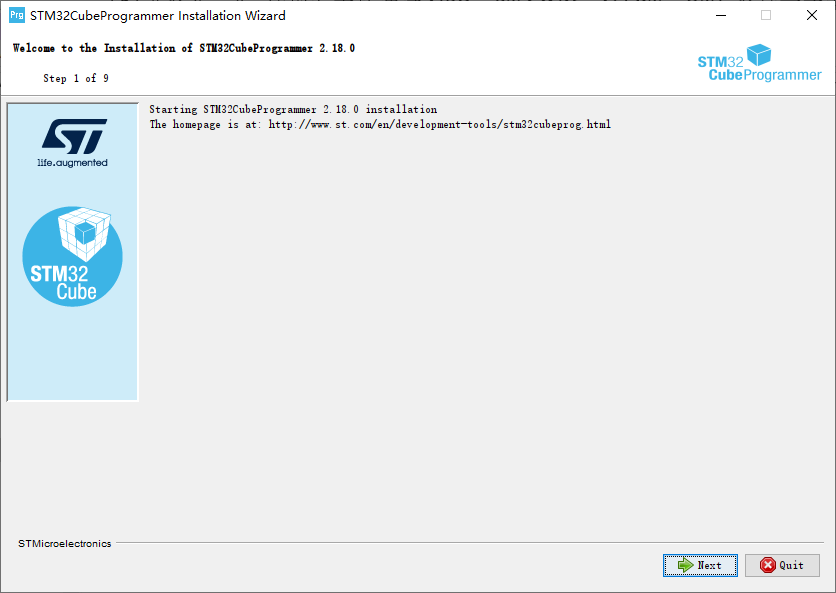 Prg STM32CubeProgrammer Installation Wizard
Welcome to the Installation of STM32CubeProgrammer 2.18.0
Step 1 of 9
STM32
CubeProgrammer
ST
life.augmented
STM32
Cube
Starting STM32CubeProgrammer 2.18.0 installation
The homepage is at: http://www.st.com/en/development-tools/stm32cubeprog.html
STMicroelectronics
Next
Quit